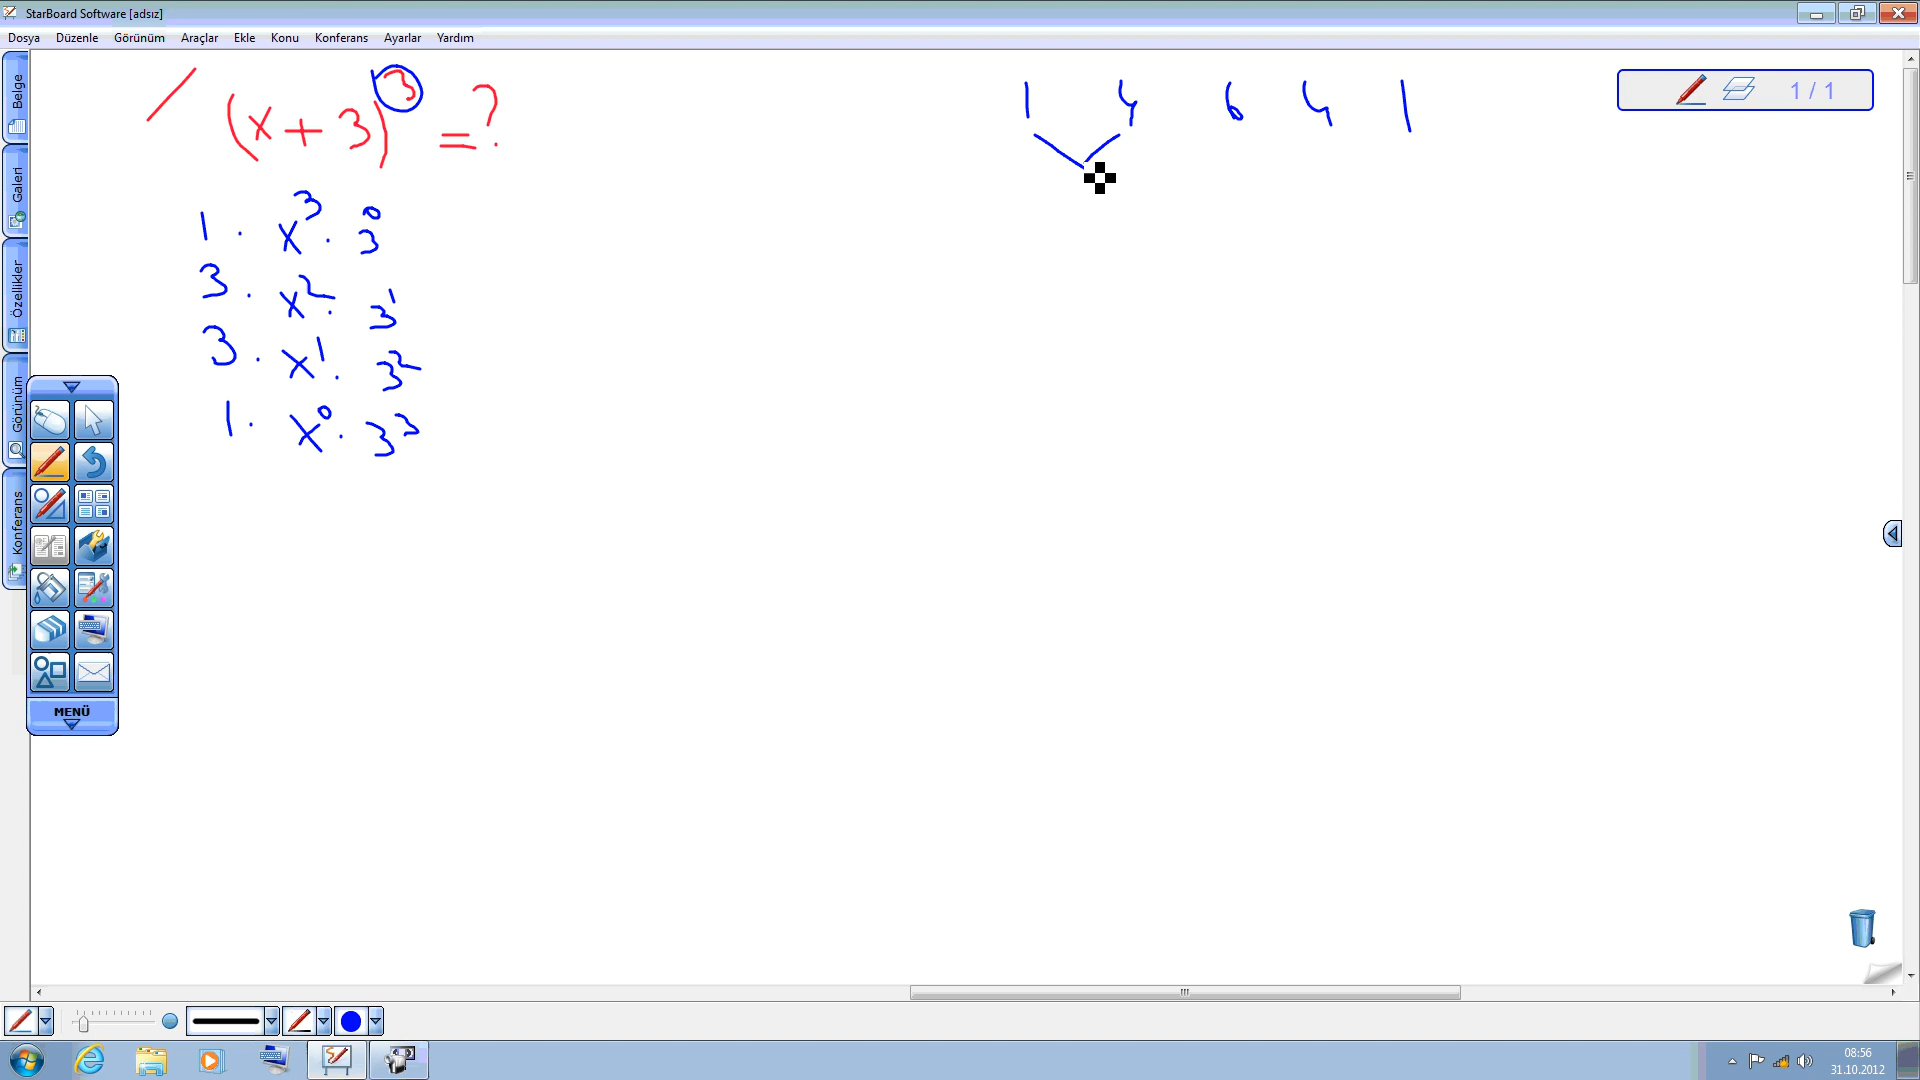 StarBoard Software [adsız]
Dosya Düzenle Görünüm Araçlar Ekle Konu Konferans Ayarlar Yardım
Belge
Galeri
Özellikler
Görünüm
Konferans
(x + 3)³ = ?
1 4 6 4 1
1 / 1
1 . x³ . 3⁰
3 . x² . 3¹
3 . x¹ . 3²
1 . x⁰ . 3³
MENÜ
08:56
31.10.2012